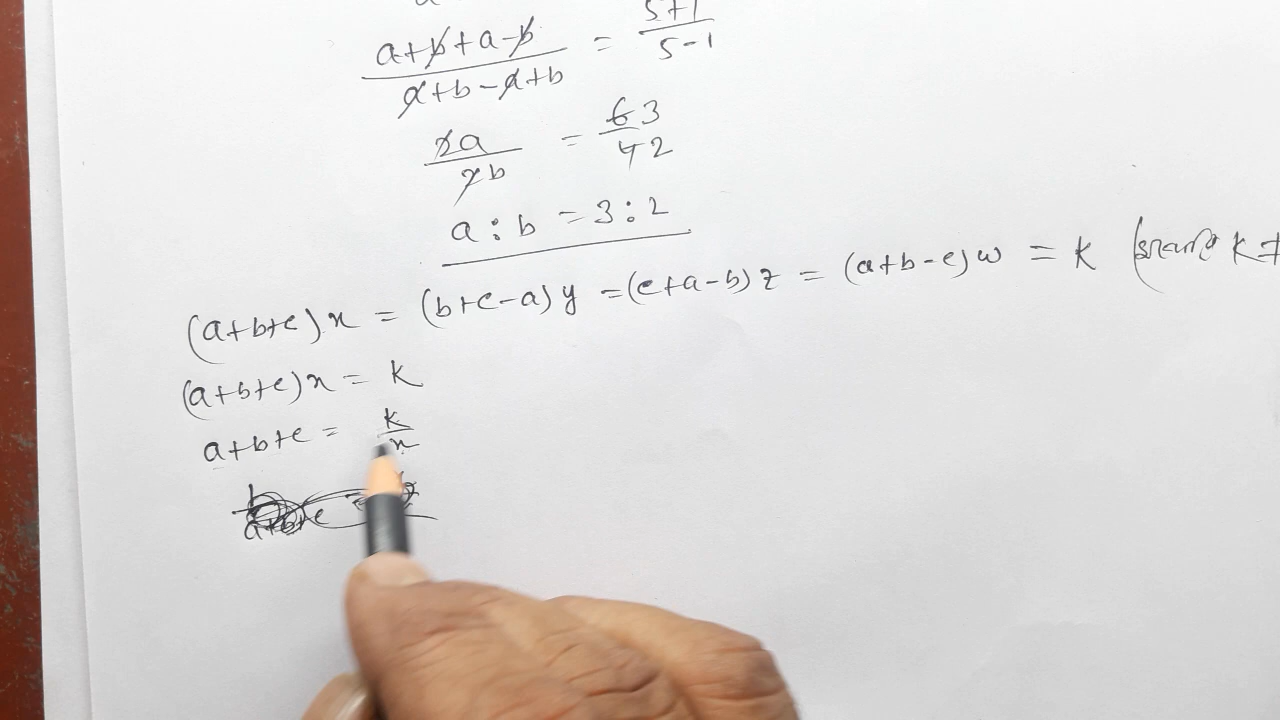 5+1
a+b+a-b / a+b-a+b = 5-1
2a / 2b = 6 3 / 4 2
a : b = 3 : 2
(a+b+c)x = (b+c-a)y = (c+a-b)z = (a+b-c)w = k k ≠
(a+b+c)x = k
a+b+c = k/x
a+b+c